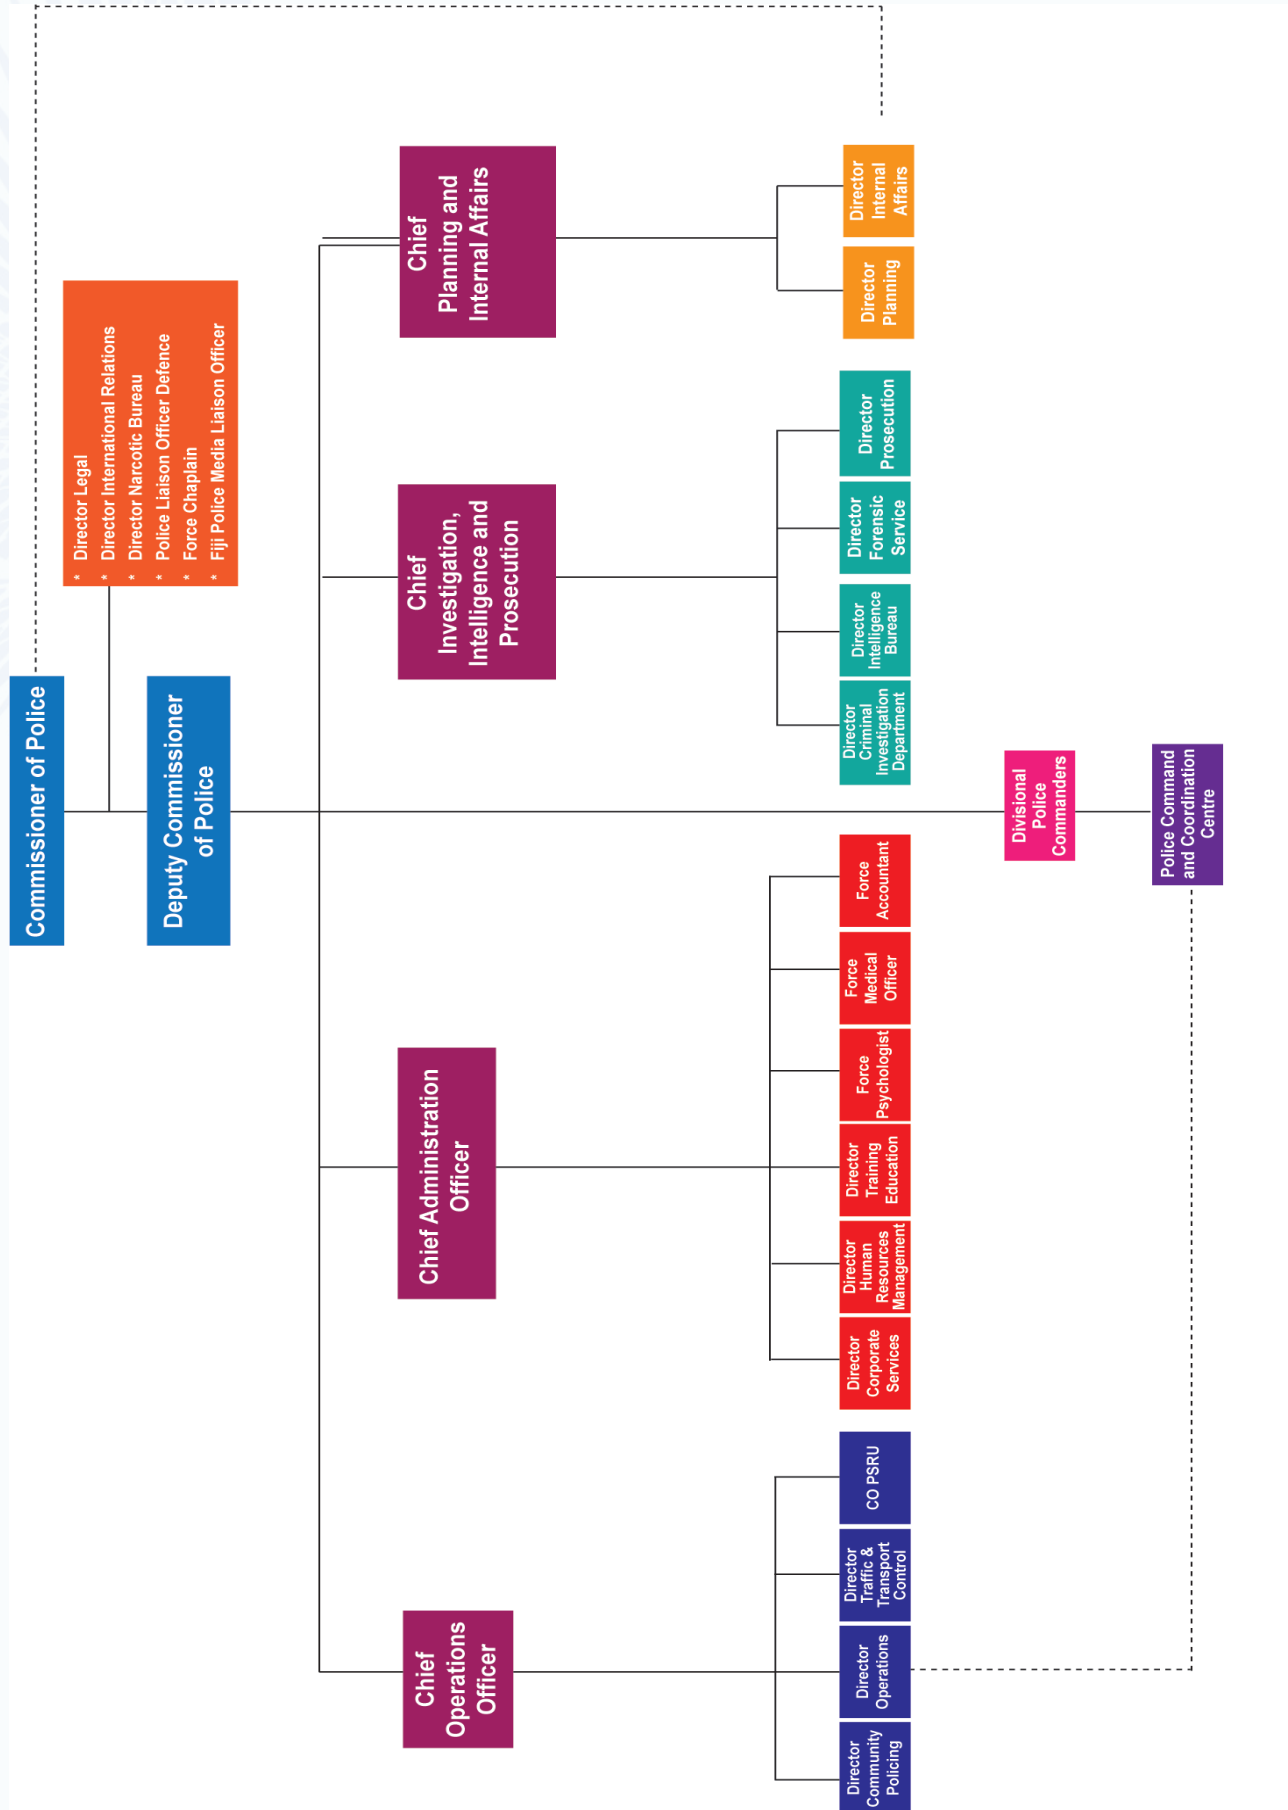 Commissioner of Police
* Director Legal
* Director International Relations
* Director Narcotic Bureau
* Police Liaison Officer Defence
* Force Chaplain
* Fiji Police Media Liaison Officer
Deputy Commissioner
of Police
Chief
Operations
Officer
Chief Administration
Officer
Chief
Investigation,
Intelligence and
Prosecution
Chief
Planning and
Internal Affairs
Director
Community
Policing
Director
Operations
Director
Traffic &
Transport
Control
CO PSRU
Director
Corporate
Services
Director
Human
Resources
Management
Director
Training
Education
Force
Psychologist
Force
Medical
Officer
Force
Accountant
Director
Criminal
Investigation
Department
Director
Intelligence
Bureau
Director
Forensic
Service
Director
Prosecution
Director
Planning
Director
Internal
Affairs
Divisional
Police
Commanders
Police Command
and Coordination
Centre